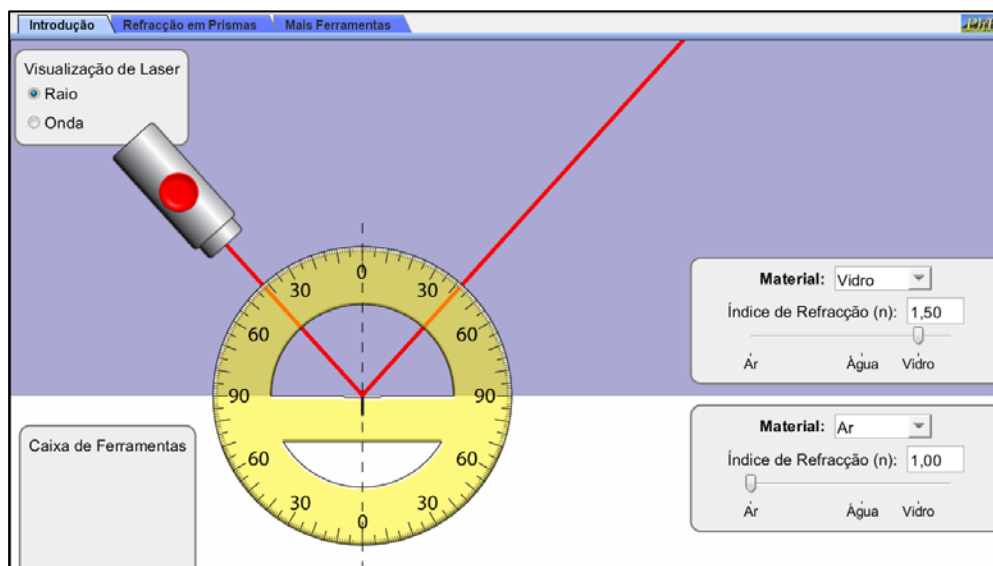 Introdução
Refracção em Prismas
Mais Ferramentas
Visualização de Laser
Raio
Onda
0
30
30
60
60
90
90
60
60
30
30
0
Material: Vidro
Índice de Refracção (n): 1,50
Ar Água Vidro
Material: Ar
Índice de Refracção (n): 1,00
Ar Água Vidro
Caixa de Ferramentas